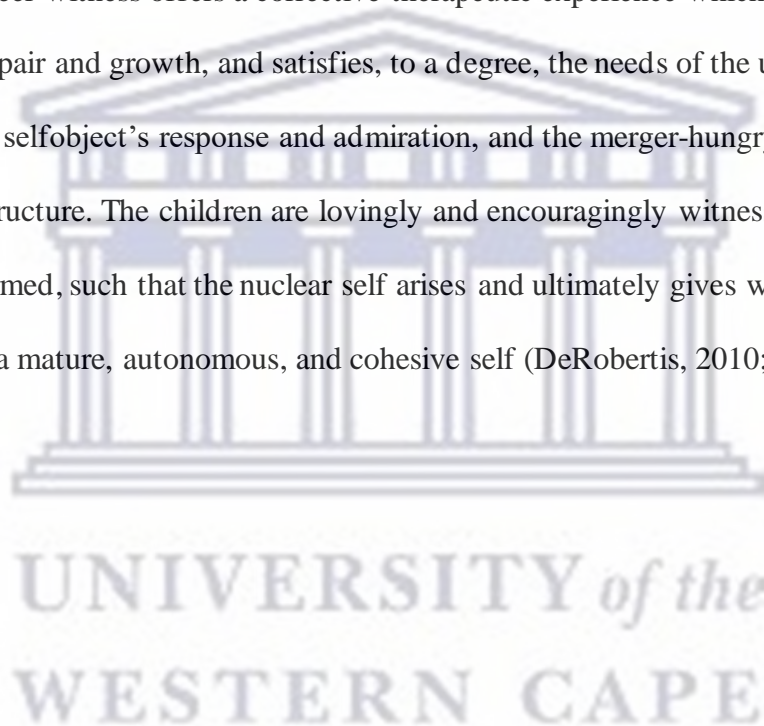 witness offers a collective therapeutic experience which
pair and growth, and satisfies, to a degree, the needs of the u
selfobject’s response and admiration, and the merger-hungry
ructure. The children are lovingly and encouragingly witnes
med, such that the nuclear self arises and ultimately gives w
a mature, autonomous, and cohesive self (DeRobertis, 2010;
UNIVERSITY of the
WESTERN CAPE